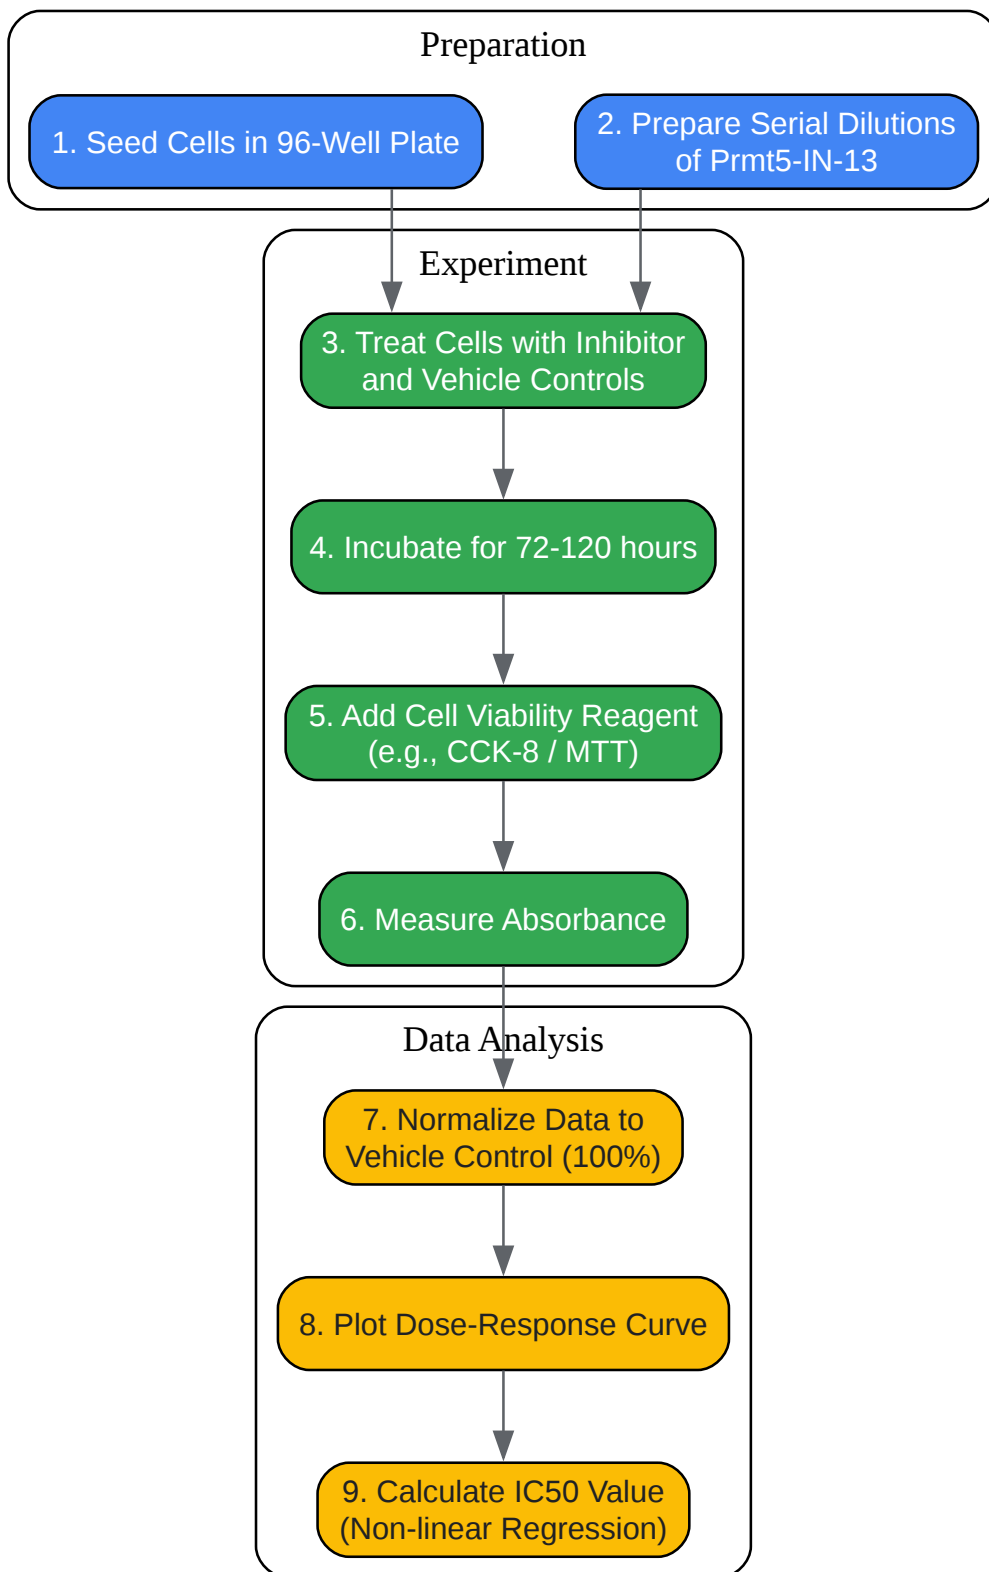 Preparation
1. Seed Cells in 96-Well Plate
2. Prepare Serial Dilutions
of Prmt5-IN-13
Experiment
3. Treat Cells with Inhibitor
and Vehicle Controls
4. Incubate for 72-120 hours
5. Add Cell Viability Reagent
(e.g., CCK-8 / MTT)
6. Measure Absorbance
Data Analysis
7. Normalize Data to
Vehicle Control (100%)
8. Plot Dose-Response Curve
9. Calculate IC50 Value
(Non-linear Regression)